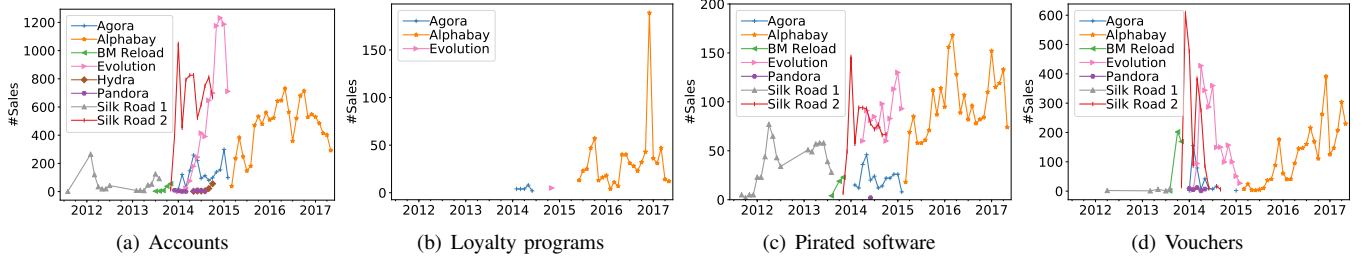 1200
1000
800
600
400
200
0
#Sales
Agora
Alphabay
BM Reload
Evolution
Hydra
Pandora
Silk Road 1
Silk Road 2
2012 2013 2014 2015 2016 2017
(a) Accounts
150
100
50
0
#Sales
Agora
Alphabay
Evolution
2012 2013 2014 2015 2016 2017
(b) Loyalty programs
200
150
100
50
0
#Sales
Agora
Alphabay
BM Reload
Evolution
Pandora
Silk Road 1
Silk Road 2
2012 2013 2014 2015 2016 2017
(c) Pirated software
600
500
400
300
200
100
0
#Sales
Agora
Alphabay
BM Reload
Evolution
Pandora
Silk Road 1
Silk Road 2
2012 2013 2014 2015 2016 2017
(d) Vouchers